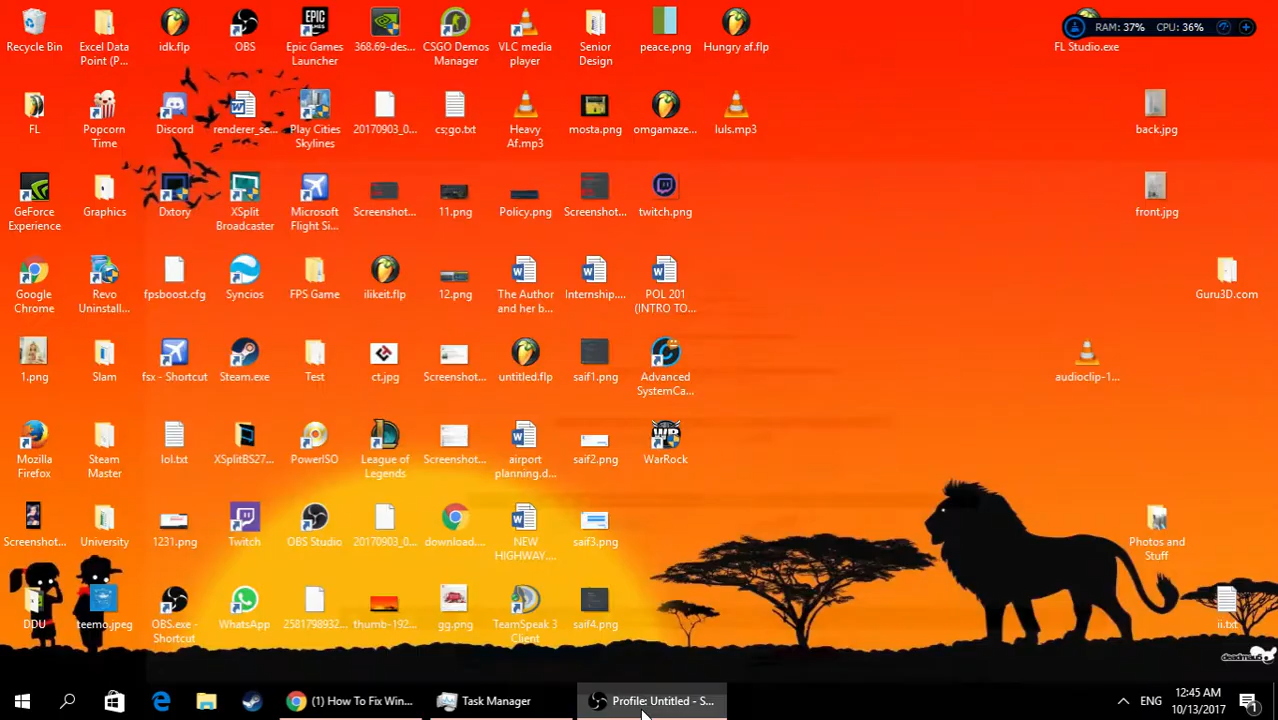 Recycle Bin
Excel Data
Point (P...
idk.flp
OBS
Epic Games
Launcher
368.69-des...
CSGO Demos
Manager
VLC media
player
Senior
Design
peace.png
Hungry af.flp
RAM: 37% CPU: 36%
FL Studio.exe
FL
Popcorn
Time
Discord
renderer_se...
Play Cities
Skylines
20170903_0...
cs;go.txt
Heavy
Af.mp3
mosta.png
omgamaze...
luls.mp3
back.jpg
GeForce
Experience
Graphics
Dxtory
XSplit
Broadcaster
Microsoft
Flight Si...
Screenshot...
11.png
Policy.png
Screenshot...
twitch.png
front.jpg
Google
Chrome
Revo
Uninstall...
fpsboost.cfg
Syncios
FPS Game
ilikeit.flp
12.png
The Author
and her b...
Internship....
POL 201
(INTRO TO...
Guru3D.com
1.png
Slam
fsx - Shortcut
Steam.exe
Test
ct.jpg
Screenshot...
untitled.flp
saif1.png
Advanced
SystemCa...
audioclip-1...
Mozilla
Firefox
Steam
Master
lol.txt
XSplitBS27...
PowerISO
League of
Legends
Screenshot...
airport
planning.d...
saif2.png
WarRock
Screenshot...
University
1231.png
Twitch
OBS Studio
20170903_0...
download....
NEW
HIGHWAY....
saif3.png
Photos and
Stuff
DDU
teemo.jpeg
OBS.exe -
Shortcut
WhatsApp
2581798932...
thumb-192...
gg.png
TeamSpeak 3
Client
saif4.png
ii.txt
deadmau5
(1) How To Fix Win...
Task Manager
Profile: Untitled - S...
ENG
12:45 AM
10/13/2017
1